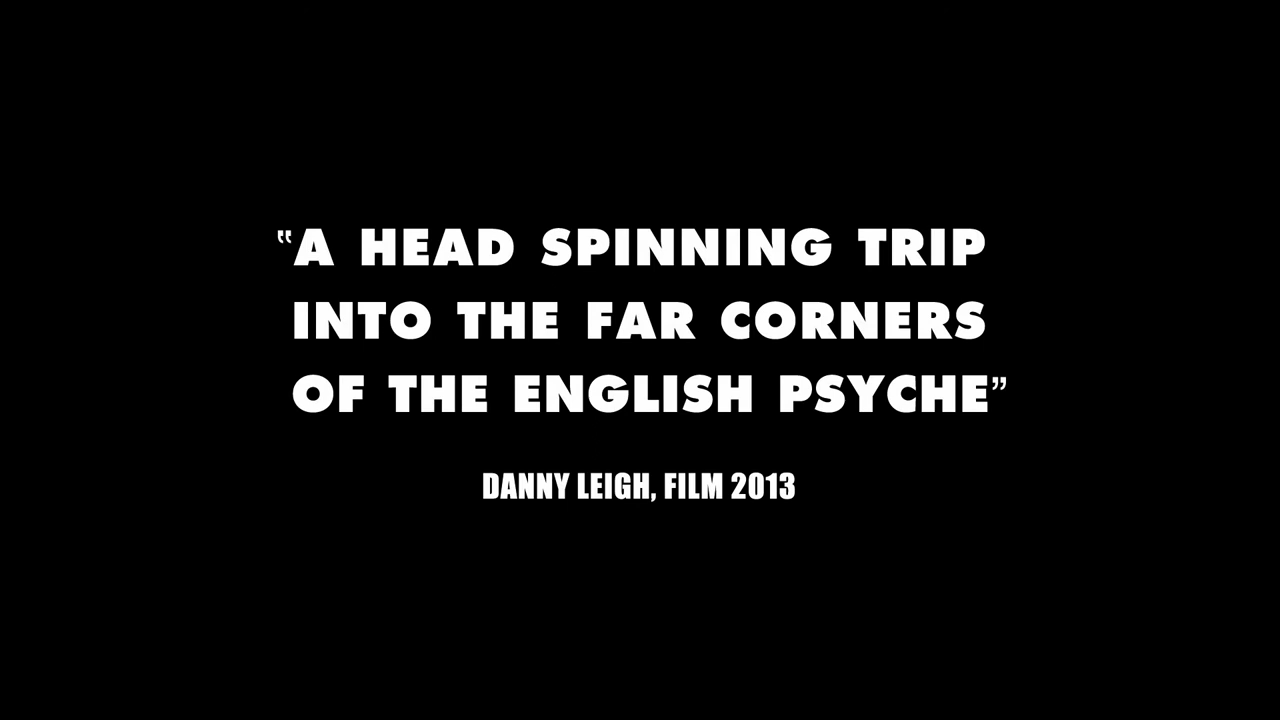 “A HEAD SPINNING TRIP
INTO THE FAR CORNERS
OF THE ENGLISH PSYCHE”
DANNY LEIGH, FILM 2013